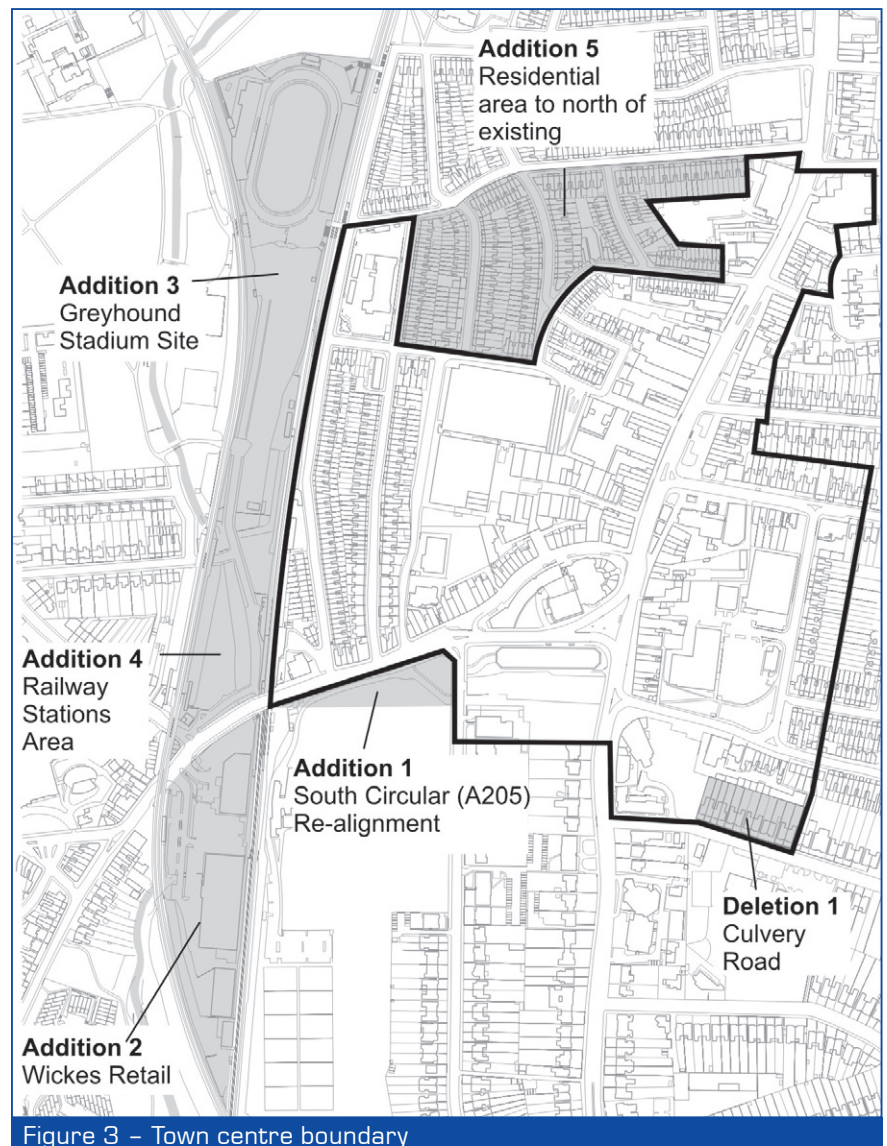 Addition 5
Residential
area to north of
existing
Addition 3
Greyhound
Stadium Site
Addition 4
Railway
Stations
Area
Addition 1
South Circular (A205)
Re-alignment
Deletion 1
Culvery
Road
Addition 2
Wickes Retail
Figure 3 – Town centre boundary